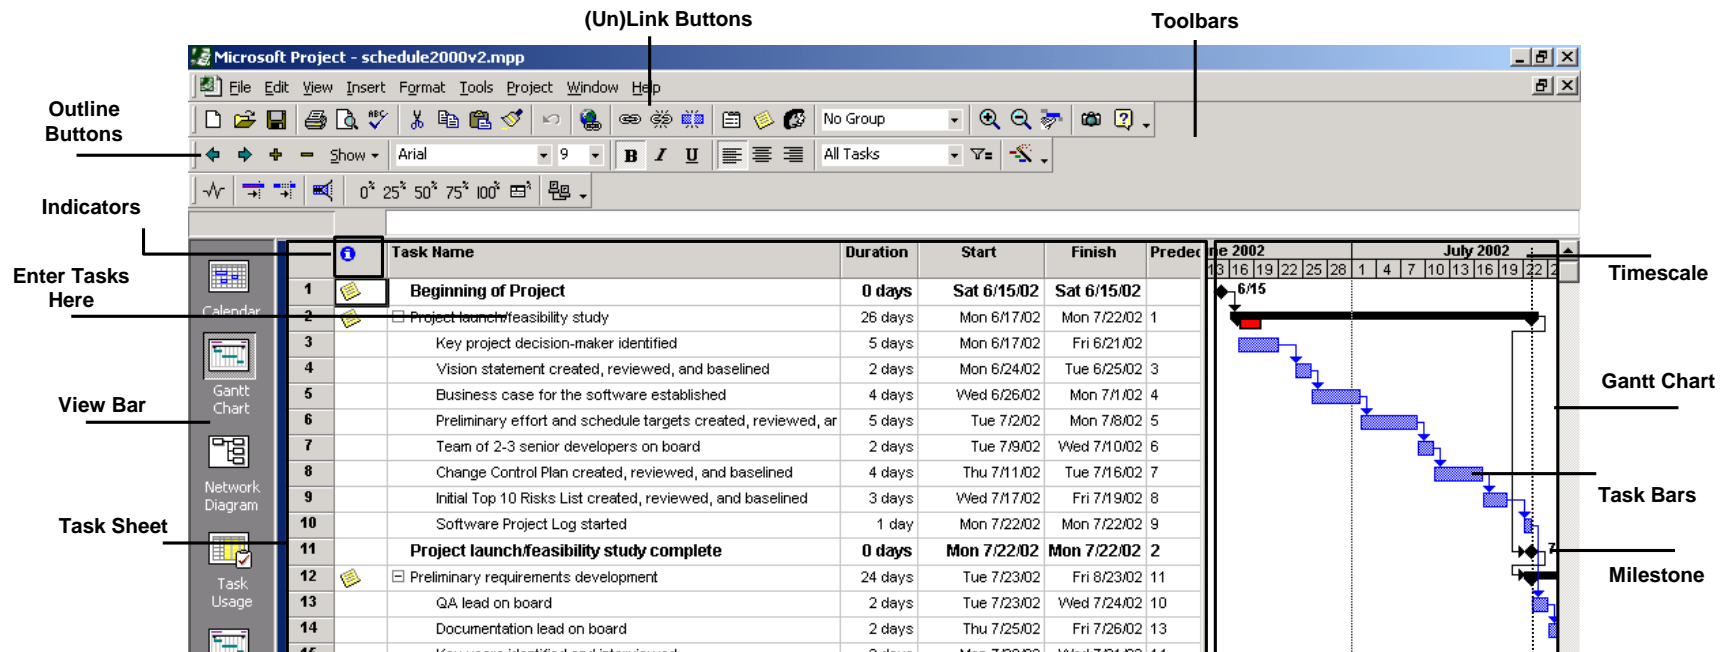 (Un)Link Buttons
Toolbars
Microsoft Project - schedule2000v2.mpp
File Edit View Insert Format Tools Project Window Help
Outline
Buttons
ABC
No Group
Show
Arial
9
B I U
All Tasks
0% 25% 50% 75% 100%
Indicators
Task Name Duration Start Finish Predec
ne 2002 July 2002
13 16 19 22 25 28 1 4 7 10 13 16 19 22 2
Timescale
Enter Tasks
Here
1 Beginning of Project 0 days Sat 6/15/02 Sat 6/15/02
6/15
Calendar
2 Project launch/feasibility study 26 days Mon 6/17/02 Mon 7/22/02 1
3 Key project decision-maker identified 5 days Mon 6/17/02 Fri 6/21/02
4 Vision statement created, reviewed, and baselined 2 days Mon 6/24/02 Tue 6/25/02 3
Gantt
Chart
Gantt Chart
View Bar
5 Business case for the software established 4 days Wed 6/26/02 Mon 7/1/02 4
6 Preliminary effort and schedule targets created, reviewed, ar 5 days Tue 7/2/02 Mon 7/8/02 5
7 Team of 2-3 senior developers on board 2 days Tue 7/9/02 Wed 7/10/02 6
8 Change Control Plan created, reviewed, and baselined 4 days Thu 7/11/02 Tue 7/16/02 7
Network
Diagram
Task Bars
9 Initial Top 10 Risks List created, reviewed, and baselined 3 days Wed 7/17/02 Fri 7/19/02 8
Task Sheet
10 Software Project Log started 1 day Mon 7/22/02 Mon 7/22/02 9
11 Project launch/feasibility study complete 0 days Mon 7/22/02 Mon 7/22/02 2
7
Milestone
12 Preliminary requirements development 24 days Tue 7/23/02 Fri 8/23/02 11
Task
Usage
13 QA lead on board 2 days Tue 7/23/02 Wed 7/24/02 10
14 Documentation lead on board 2 days Thu 7/25/02 Fri 7/26/02 13